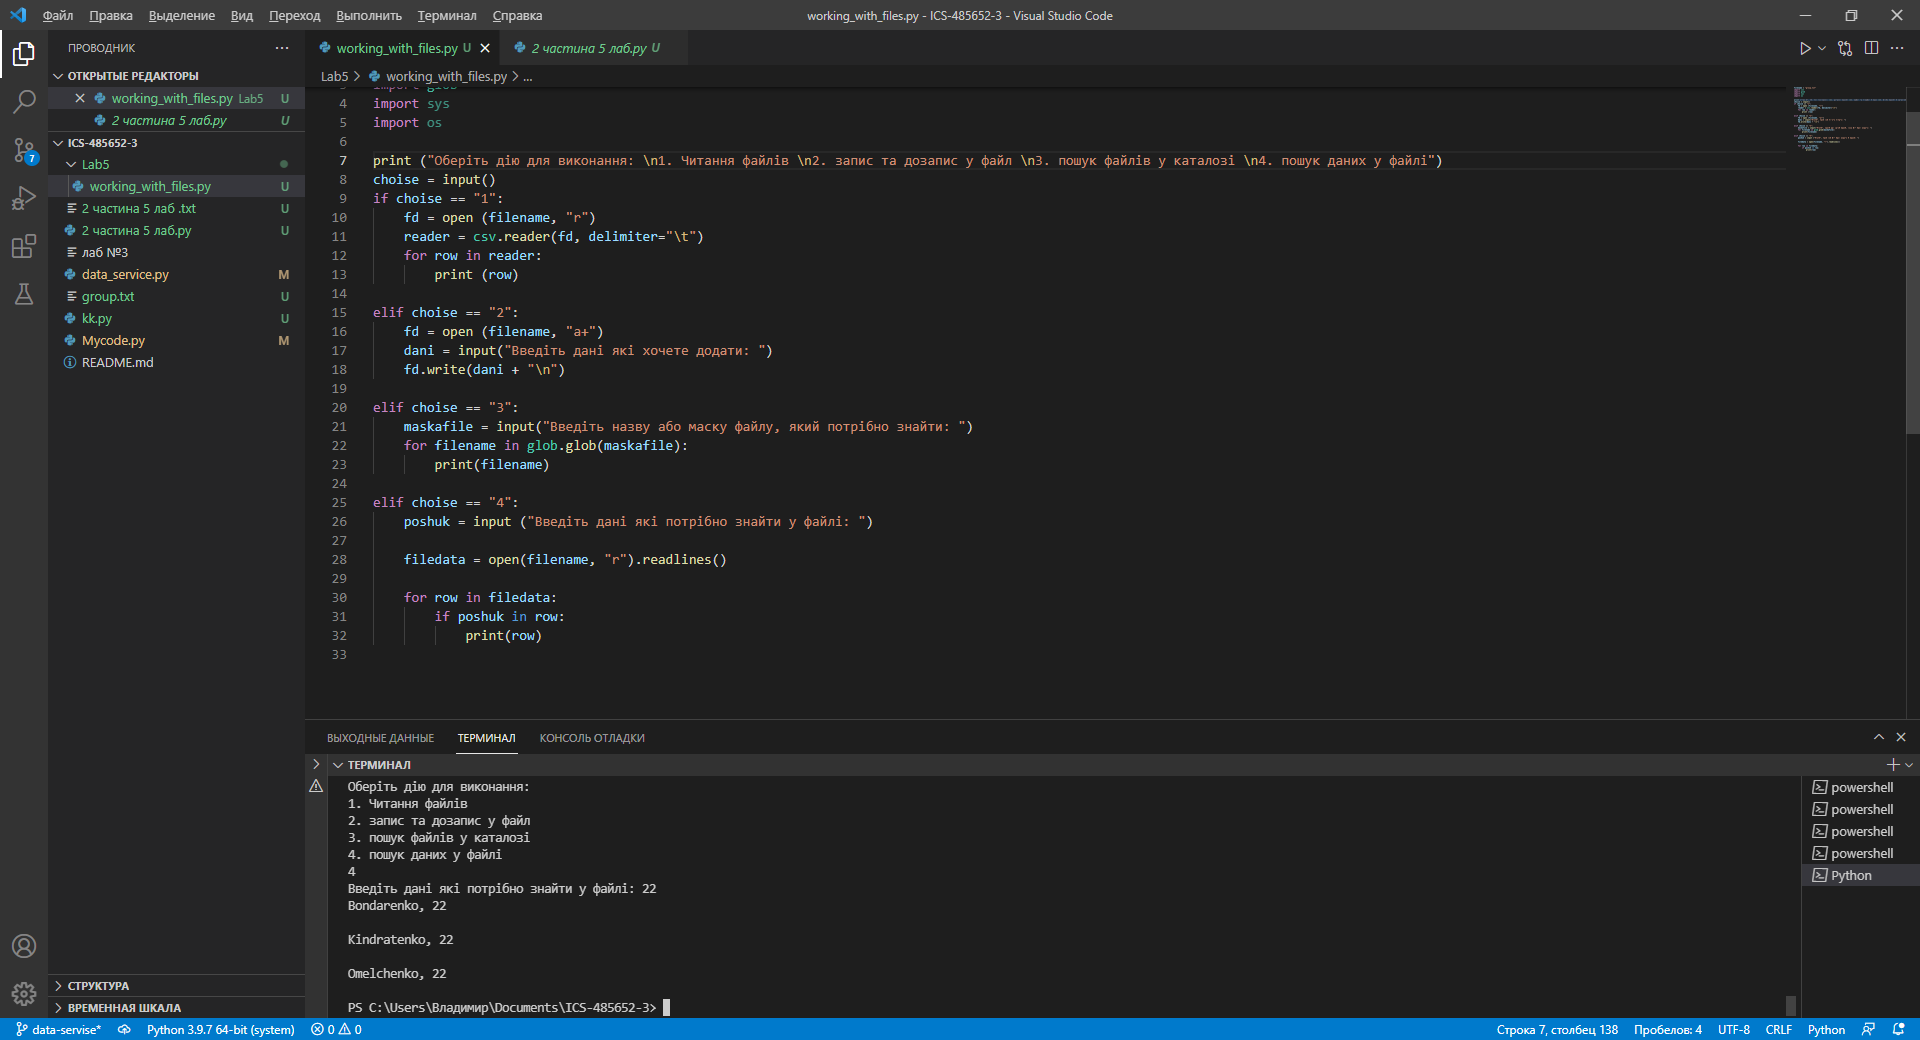 Файл Правка Выделение Вид Переход Выполнить Терминал Справка
working_with_files.py - ICS-485652-3 - Visual Studio Code
ПРОВОДНИК
ОТКРЫТЫЕ РЕДАКТОРЫ
working_with_files.py Lab5 U
2 частина 5 лаб.py U
ICS-485652-3
Lab5
working_with_files.py U
2 частина 5 лаб .txt U
2 частина 5 лаб.py U
лаб №3
data_service.py M
group.txt U
kk.py U
Mycode.py M
README.md
СТРУКТУРА
ВРЕМЕННАЯ ШКАЛА
7
working_with_files.py U
2 частина 5 лаб.py U
Lab5 > working_with_files.py > ...
3 import glob
4 import sys
5 import os
6
7 print ("Оберіть дію для виконання: \n1. Читання файлів \n2. запис та дозапис у файл \n3. пошук файлів у каталозі \n4. пошук даних у файлі")
8 choise = input()
9 if choise == "1":
10 fd = open (filename, "r")
11 reader = csv.reader(fd, delimiter="\t")
12 for row in reader:
13 print (row)
14
15 elif choise == "2":
16 fd = open (filename, "a+")
17 dani = input("Введіть дані які хочете додати: ")
18 fd.write(dani + "\n")
19
20 elif choise == "3":
21 maskafile = input("Введіть назву або маску файлу, який потрібно знайти: ")
22 for filename in glob.glob(maskafile):
23 print(filename)
24
25 elif choise == "4":
26 poshuk = input ("Введіть дані які потрібно знайти у файлі: ")
27
28 filedata = open(filename, "r").readlines()
29
30 for row in filedata:
31 if poshuk in row:
32 print(row)
33
ВЫХОДНЫЕ ДАННЫЕ ТЕРМИНАЛ КОНСОЛЬ ОТЛАДКИ
ТЕРМИНАЛ
Оберіть дію для виконання:
1. Читання файлів
2. запис та дозапис у файл
3. пошук файлів у каталозі
4. пошук даних у файлі
4
Введіть дані які потрібно знайти у файлі: 22
Bondarenko, 22
Kindratenko, 22
Omelchenko, 22
PS C:\Users\Владимир\Documents\ICS-485652-3>
powershell
powershell
powershell
powershell
Python
data-servise* Python 3.9.7 64-bit (system) 0 0
Строка 7, столбец 138 Пробелов: 4 UTF-8 CRLF Python